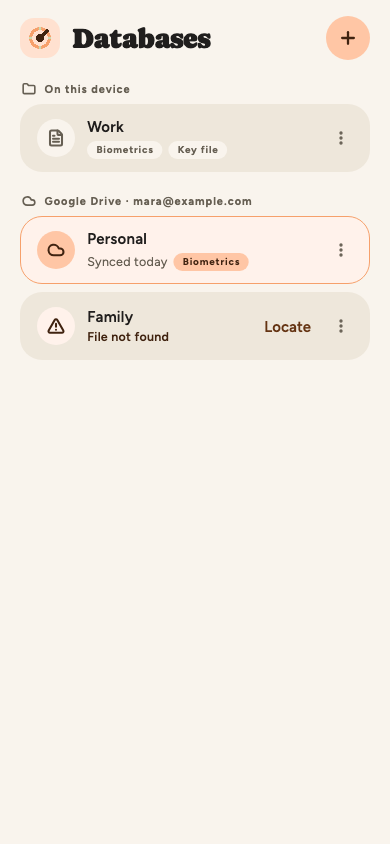 Databases
On this device
Work
Biometrics Key file
Google Drive · mara@example.com
Personal
Synced today Biometrics
Family
File not found
Locate